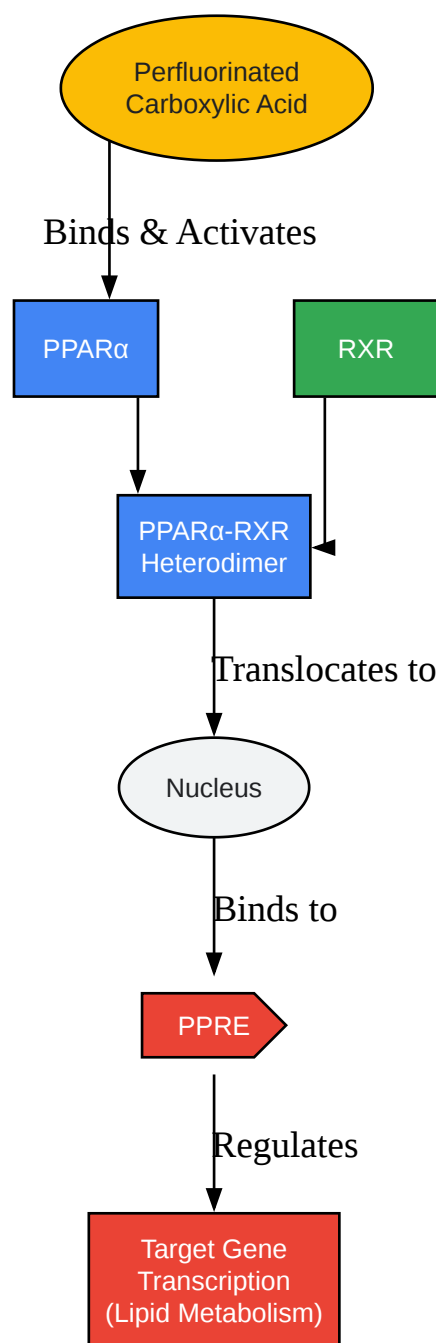 Perfluorinated
Carboxylic Acid
Binds & Activates
PPARα
RXR
PPARα-RXR
Heterodimer
Translocates to
Nucleus
Binds to
PPRE
Regulates
Target Gene
Transcription
(Lipid Metabolism)